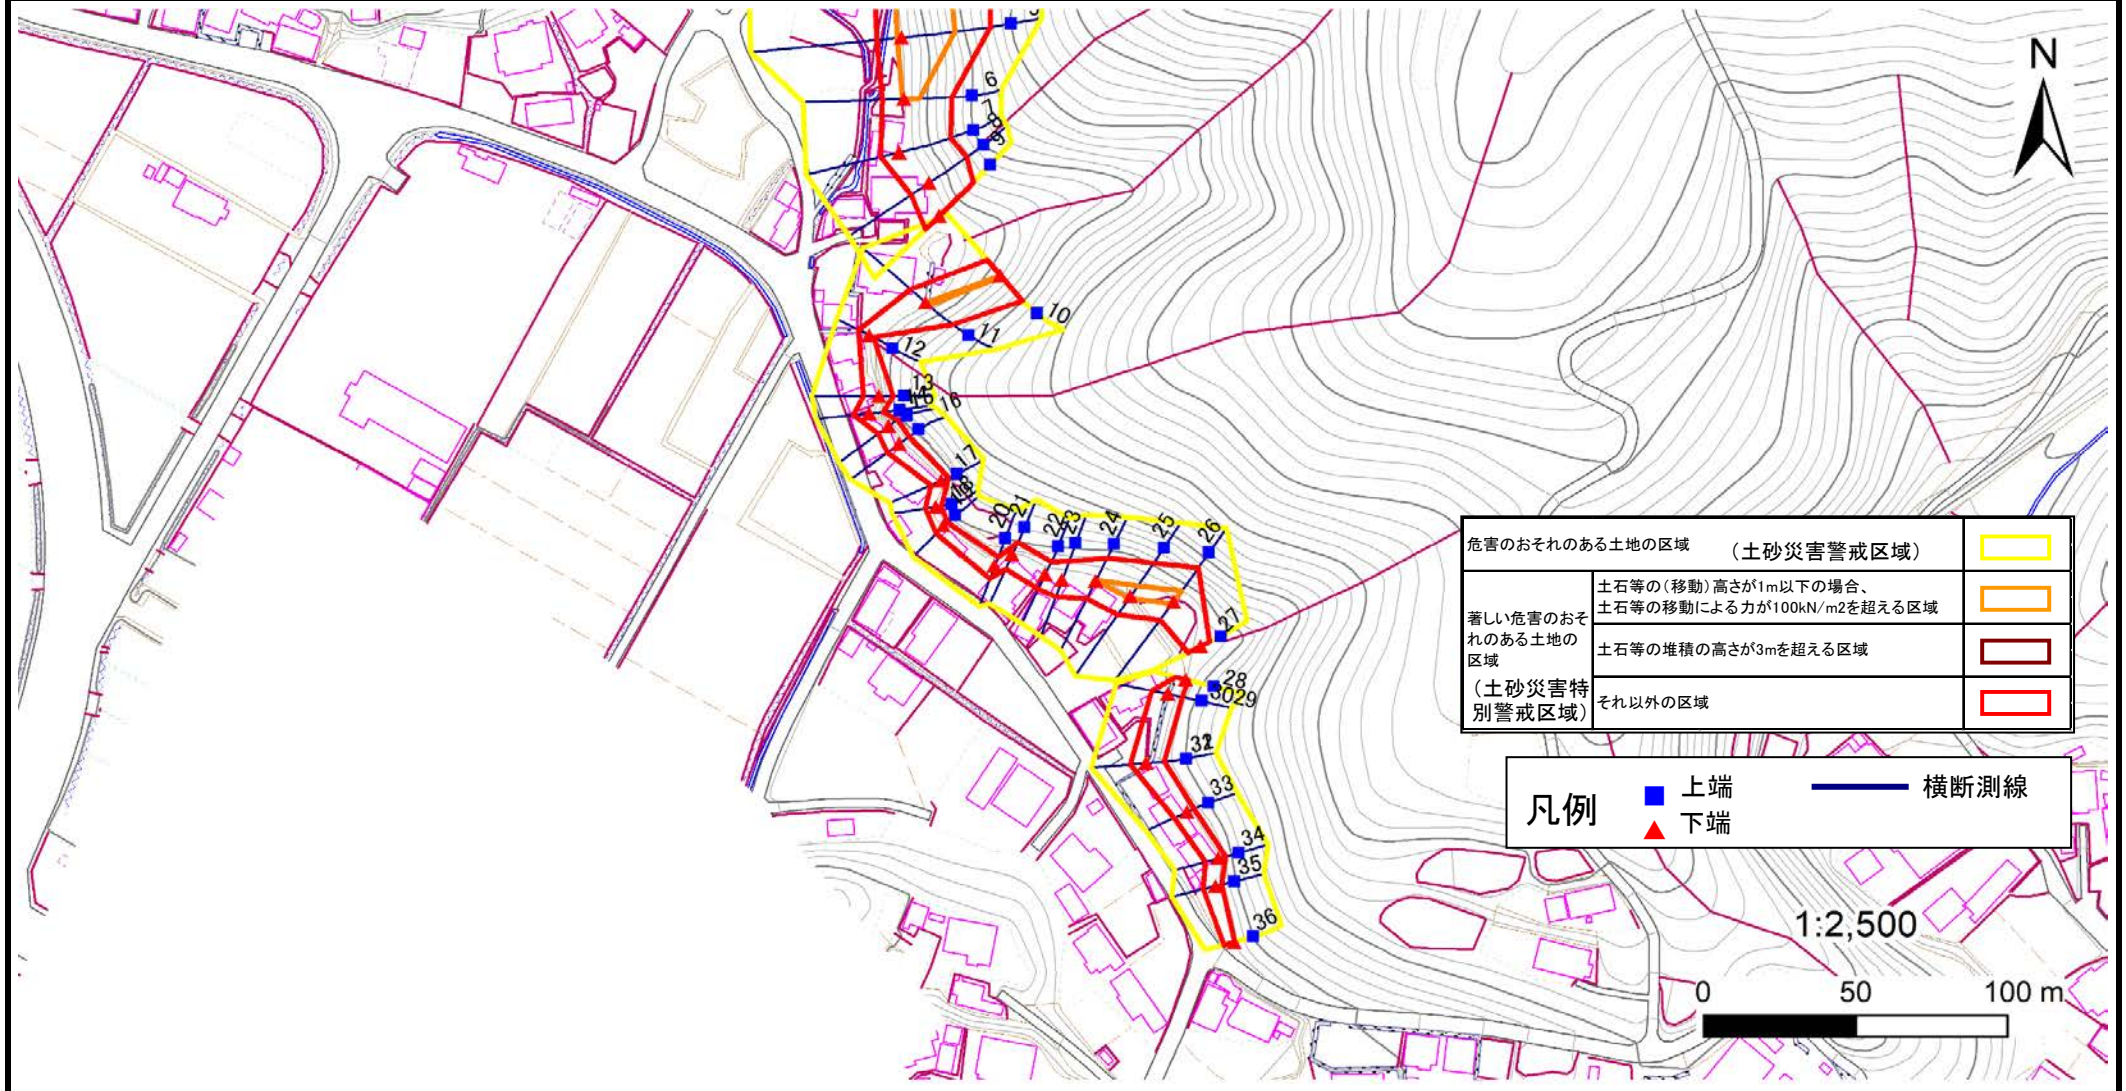 N
6
7
8
9
10
11
12
13
16
17
20
21
22
23
24
25
26
27
28
3029
33
34
35
36
危害のおそれのある土地の区域 (土砂災害警戒区域)
著しい危害のおそ
れのある土地の
区域
(土砂災害特
別警戒区域)
土石等の(移動)高さが1m以下の場合、
土石等の移動による力が100kN/m2を超える区域
土石等の堆積の高さが3mを超える区域
それ以外の区域
凡例
上端
下端
横断測線
1:2,500
0 50 100 m